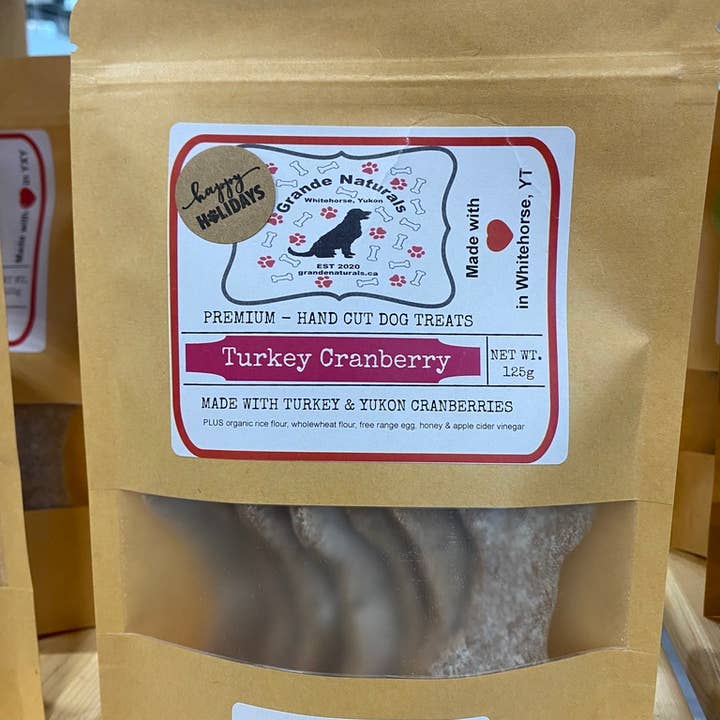 happy
HOLIDAYS
Grande Naturals
Whitehorse, Yukon
EST 2020
grandenaturals.ca
Made with
in Whitehorse, YT
PREMIUM - HAND CUT DOG TREATS
Turkey Cranberry
NET WT.
125g
MADE WITH TURKEY & YUKON CRANBERRIES
PLUS organic rice flour, wholewheat flour, free range egg, honey & apple cider vinegar
Made with